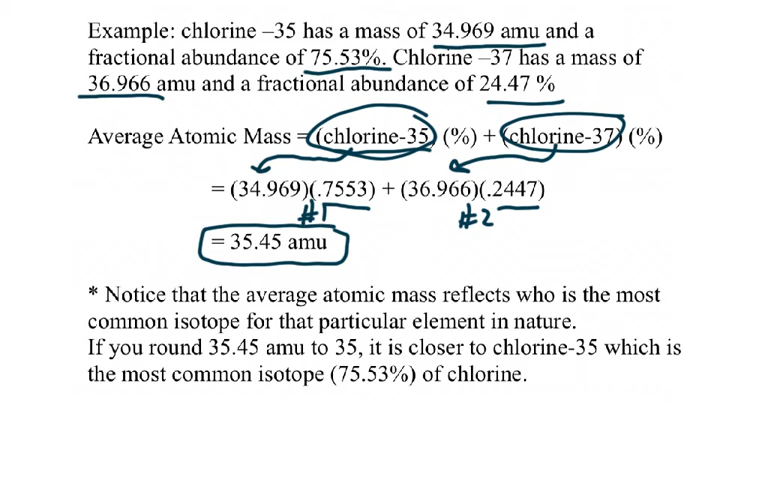 Example: chlorine –35 has a mass of 34.969 amu and a
fractional abundance of 75.53%. Chlorine –37 has a mass of
36.966 amu and a fractional abundance of 24.47 %
Average Atomic Mass = (chlorine-35) (%) + (chlorine-37) (%)
= (34.969)(.7553) + (36.966)(.2447)
#1 #2
= 35.45 amu
* Notice that the average atomic mass reflects who is the most
common isotope for that particular element in nature.
If you round 35.45 amu to 35, it is closer to chlorine-35 which is
the most common isotope (75.53%) of chlorine.